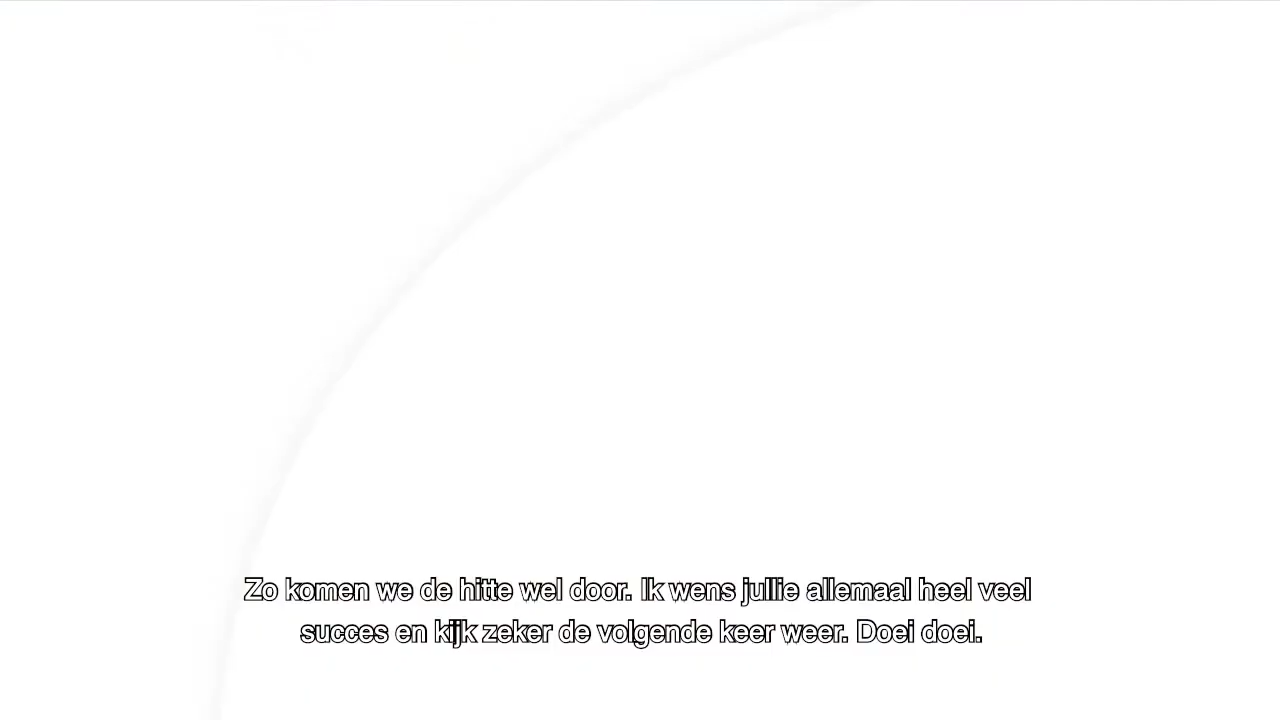 Zo komen we de hitte wel door. Ik wens jullie allemaal heel veel
succes en kijk zeker de volgende keer weer. Doei doei.